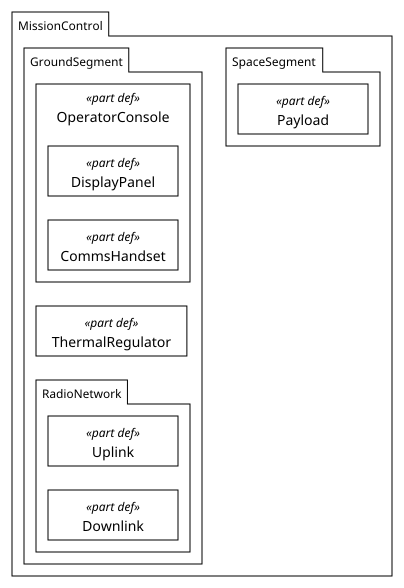 MissionControl
GroundSegment
«part def»
OperatorConsole
«part def»
DisplayPanel
«part def»
CommsHandset
«part def»
ThermalRegulator
RadioNetwork
«part def»
Uplink
«part def»
Downlink
SpaceSegment
«part def»
Payload